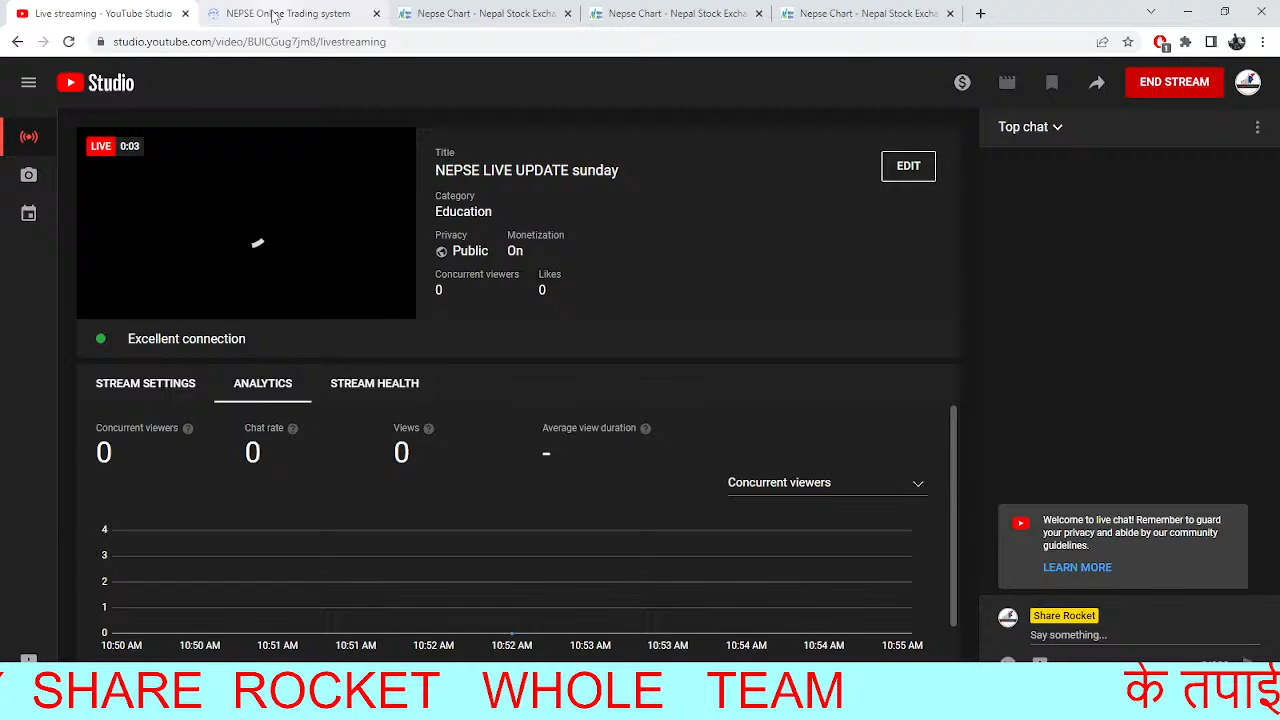 Live streaming - YouTube Studio
NEPSE On Trading system
Nepse Chart - Nepal Stock Excha
Nepse Chart - Nepal Stock Excha
Nepse Chart - Nepal Stock Excha
studio.youtube.com/video/BUlCGug7jm8/livestreaming
1
Studio
END STREAM
LIVE 0:03
Title
NEPSE LIVE UPDATE sunday
EDIT
Category
Education
Privacy Monetization
Public On
Concurrent viewers Likes
0 0
Excellent connection
Top chat
STREAM SETTINGS ANALYTICS STREAM HEALTH
Concurrent viewers Chat rate Views Average view duration
0 0 0 -
Concurrent viewers
4
3
2
1
0
10:50 AM 10:50 AM 10:51 AM 10:51 AM 10:52 AM 10:52 AM 10:53 AM 10:53 AM 10:54 AM 10:54 AM 10:55 AM
Welcome to live chat! Remember to guard
your privacy and abide by our community
guidelines.
LEARN MORE
Share Rocket
Say something...
SHARE ROCKET WHOLE TEAM के तपाई